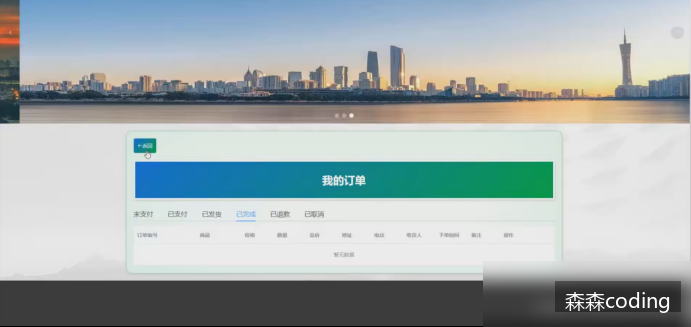 ←返回
我的订单
未支付 已支付 已发货 已完成 已退款 已取消
订单编号 商品 价格 数量 总价 地址 电话 收货人 下单时间 备注 操作
暂无数据
森森coding